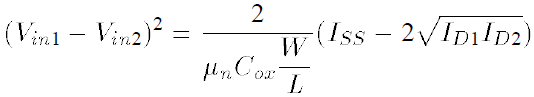 (V_{in1} − V_{in2})^2 = \frac{2}{μ_n C_{ox} \frac{W}{L}} (I_{SS} − 2\sqrt{I_{D1} I_{D2}})